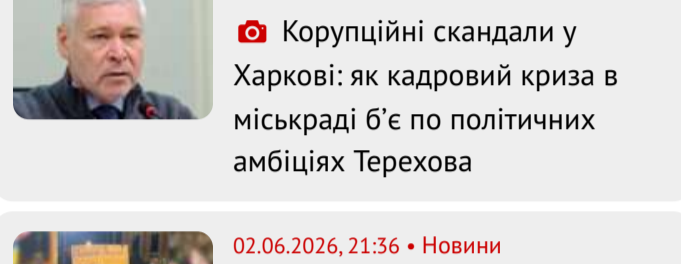 Корупційні скандали у
Харкові: як кадровий криза в
міськраді б’є по політичних
амбіціях Терехова
02.06.2026, 21:36 • Новини